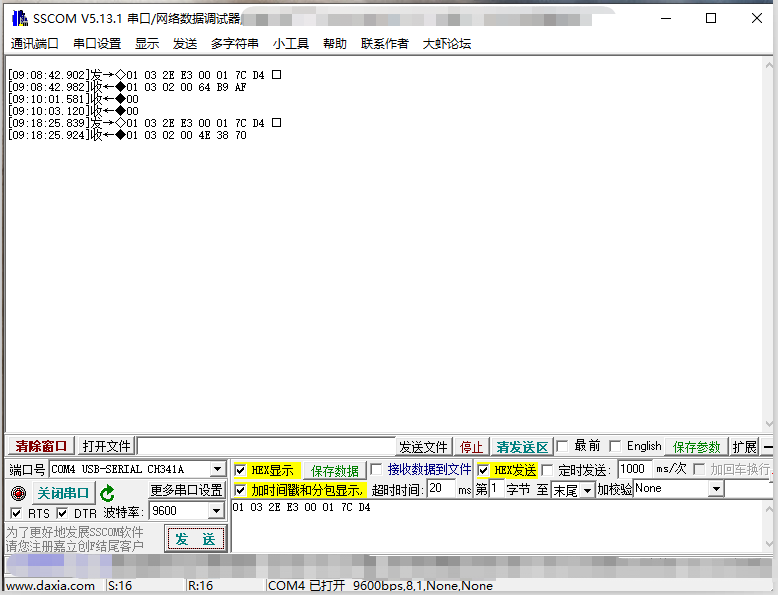 SSCOM V5.13.1 串口/网络数据调试器
通讯端口 串口设置 显示 发送 多字符串 小工具 帮助 联系作者 大虾论坛
[09:08:42.902]发→◇01 03 2E E3 00 01 7C D4 □
[09:08:42.982]收←◆01 03 02 00 64 B9 AF
[09:10:01.581]收←◆00
[09:10:03.120]收←◆00
[09:18:25.839]发→◇01 03 2E E3 00 01 7C D4 □
[09:18:25.924]收←◆01 03 02 00 4E 38 70
清除窗口 打开文件 发送文件 停止 清发送区 最前 English 保存参数 扩展 —
端口号 COM4 USB-SERIAL CH341A HEX显示 保存数据 接收数据到文件 HEX发送 定时发送: 1000 ms/次 加回车换行
关闭串口 更多串口设置 加时间戳和分包显示, 超时时间: 20 ms 第 1 字节 至 末尾 加校验 None
RTS DTR 波特率: 9600 01 03 2E E3 00 01 7C D4
为了更好地发展SSCOM软件
请您注册嘉立创F结尾客户
发 送
www.daxia.com S:16 R:16 COM4 已打开 9600bps,8,1,None,None